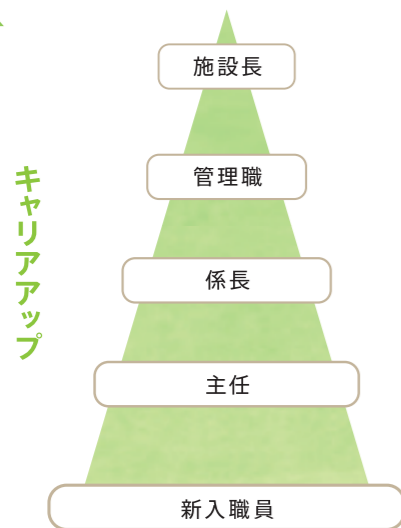 施設長
管理職
キャリアアップ
係長
主任
新入職員